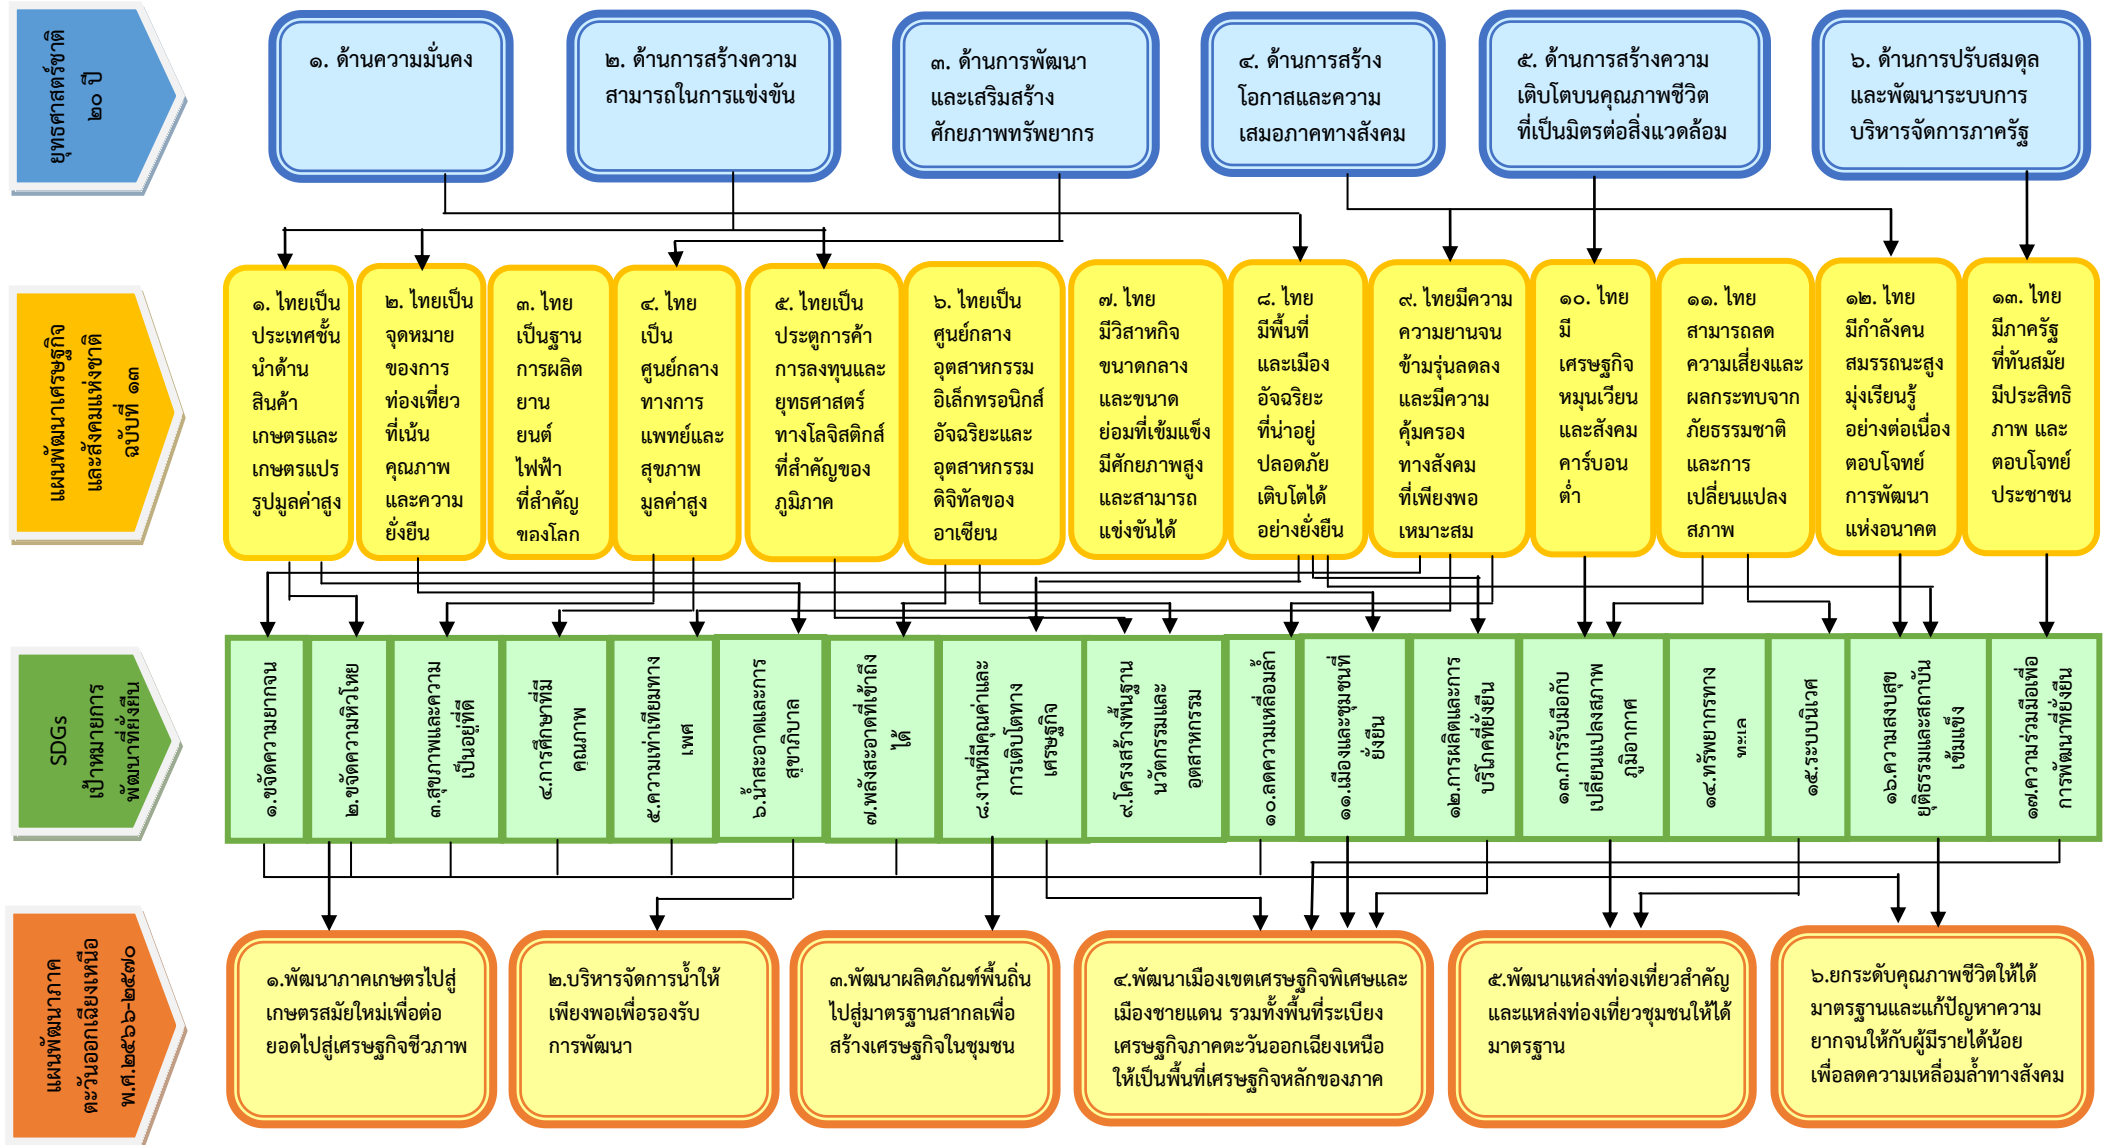 ยุทธศาสตร์ชาติ
๒๐ ปี
๑. ด้านความมั่นคง
๒. ด้านการสร้างความ
สามารถในการแข่งขัน
๓. ด้านการพัฒนา
และเสริมสร้าง
ศักยภาพทรัพยากร
๔. ด้านการสร้าง
โอกาสและความ
เสมอภาคทางสังคม
๕. ด้านการสร้างความ
เติบโตบนคุณภาพชีวิต
ที่เป็นมิตรต่อสิ่งแวดล้อม
๖. ด้านการปรับสมดุล
และพัฒนาระบบการ
บริหารจัดการภาครัฐ
แผนพัฒนาเศรษฐกิจ
และสังคมแห่งชาติ
ฉบับที่ ๑๓
๑. ไทยเป็น
ประเทศชั้น
นำด้าน
สินค้า
เกษตรและ
เกษตรแปร
รูปมูลค่าสูง
๒. ไทยเป็น
จุดหมาย
ของการ
ท่องเที่ยว
ที่เน้น
คุณภาพ
และความ
ยั่งยืน
๓. ไทย
เป็นฐาน
การผลิต
ยาน
ยนต์
ไฟฟ้า
ที่สำคัญ
ของโลก
๔. ไทย
เป็น
ศูนย์กลาง
ทางการ
แพทย์และ
สุขภาพ
มูลค่าสูง
๕. ไทยเป็น
ประตูการค้า
การลงทุนและ
ยุทธศาสตร์
ทางโลจิสติกส์
ที่สำคัญของ
ภูมิภาค
๖. ไทยเป็น
ศูนย์กลาง
อุตสาหกรรม
อิเล็กทรอนิกส์
อัจฉริยะและ
อุตสาหกรรม
ดิจิทัลของ
อาเซียน
๗. ไทย
มีวิสาหกิจ
ขนาดกลาง
และขนาด
ย่อมที่เข้มแข็ง
มีศักยภาพสูง
และสามารถ
แข่งขันได้
๘. ไทย
มีพื้นที่
และเมือง
อัจฉริยะ
ที่น่าอยู่
ปลอดภัย
เติบโตได้
อย่างยั่งยืน
๙. ไทยมีความ
ความยานจน
ข้ามรุ่นลดลง
และมีความ
คุ้มครอง
ทางสังคม
ที่เพียงพอ
เหมาะสม
๑๐. ไทย
มี
เศรษฐกิจ
หมุนเวียน
และสังคม
คาร์บอน
ต่ำ
๑๑. ไทย
สามารถลด
ความเสี่ยงและ
ผลกระทบจาก
ภัยธรรมชาติ
และการ
เปลี่ยนแปลง
สภาพ
๑๒. ไทย
มีกำลังคน
สมรรถนะสูง
มุ่งเรียนรู้
อย่างต่อเนื่อง
ตอบโจทย์
การพัฒนา
แห่งอนาคต
๑๓. ไทย
มีภาครัฐ
ที่ทันสมัย
มีประสิทธิ
ภาพ และ
ตอบโจทย์
ประชาชน
SDGs
เป้าหมายการ
พัฒนาที่ยั่งยืน
๑.ขจัดความยากจน
๒.ขจัดความหิวโหย
๓.สุขภาพและความ
เป็นอยู่ที่ดี
๔.การศึกษาที่มี
คุณภาพ
๕.ความเท่าเทียมทาง
เพศ
๖.น้ำสะอาดและการ
สุขาภิบาล
๗.พลังสะอาดที่เข้าถึง
ได้
๘.งานที่มีคุณค่าและ
การเติบโตทาง
เศรษฐกิจ
๙.โครงสร้างพื้นฐาน
นวัตกรรมและ
อุตสาหกรรม
๑๐.ลดความเหลื่อมล้ำ
๑๑.เมืองและชุมชนที่
ยั่งยืน
๑๒.การผลิตและการ
บริโภคที่ยั่งยืน
๑๓.การรับมือกับ
เปลี่ยนแปลงสภาพ
ภูมิอากาศ
๑๔.ทรัพยากรทาง
ทะเล
๑๕.ระบบนิเวศ
๑๖.ความสงบสุข
ยุติธรรมและสถาบัน
เข้มแข็ง
๑๗.ความร่วมมือเพื่อ
การพัฒนาที่ยั่งยืน
แผนพัฒนาภาค
ตะวันออกเฉียงเหนือ
พ.ศ.๒๕๖๖-๒๕๗๐
๑.พัฒนาภาคเกษตรไปสู่
เกษตรสมัยใหม่เพื่อต่อ
ยอดไปสู่เศรษฐกิจชีวภาพ
๒.บริหารจัดการน้ำให้
เพียงพอเพื่อรองรับ
การพัฒนา
๓.พัฒนาผลิตภัณฑ์พื้นถิ่น
ไปสู่มาตรฐานสากลเพื่อ
สร้างเศรษฐกิจในชุมชน
๔.พัฒนาเมืองเขตเศรษฐกิจพิเศษและ
เมืองชายแดน รวมทั้งพื้นที่ระเบียง
เศรษฐกิจภาคตะวันออกเฉียงเหนือ
ให้เป็นพื้นที่เศรษฐกิจหลักของภาค
๕.พัฒนาแหล่งท่องเที่ยวสำคัญ
และแหล่งท่องเที่ยวชุมชนให้ได้
มาตรฐาน
๖.ยกระดับคุณภาพชีวิตให้ได้
มาตรฐานและแก้ปัญหาความ
ยากจนให้กับผู้มีรายได้น้อย
เพื่อลดความเหลื่อมล้ำทางสังคม